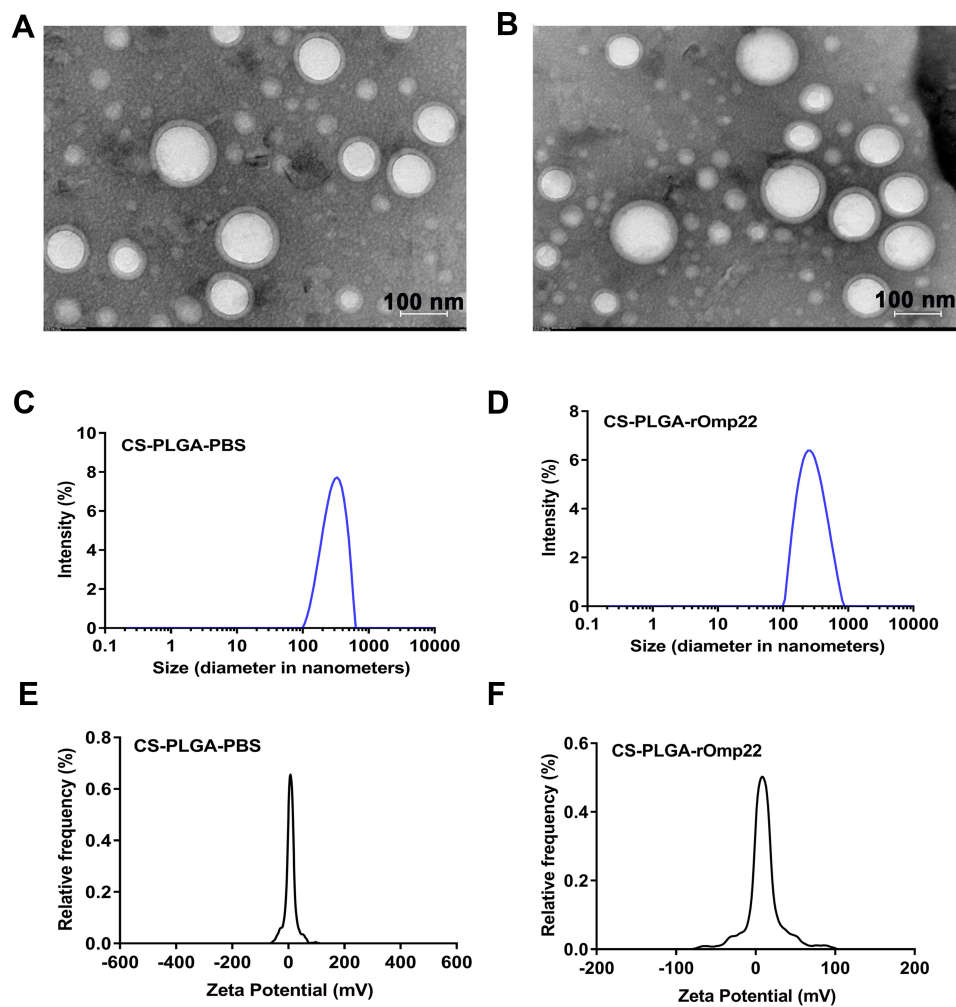 A
B
100 nm
100 nm
C
D
CS-PLGA-PBS
Intensity (%)
10
8
6
4
2
0
0.1 1 10 100 1000 10000
Size (diameter in nanometers)
CS-PLGA-rOmp22
Intensity (%)
8
6
4
2
0
0.1 1 10 100 1000 10000
Size (diameter in nanometers)
E
F
CS-PLGA-PBS
Relative frequency (%)
0.8
0.6
0.4
0.2
0.0
-600 -400 -200 0 200 400 600
Zeta Potential (mV)
CS-PLGA-rOmp22
Relative frequency (%)
0.6
0.4
0.2
0.0
-200 -100 0 100 200
Zeta Potential (mV)